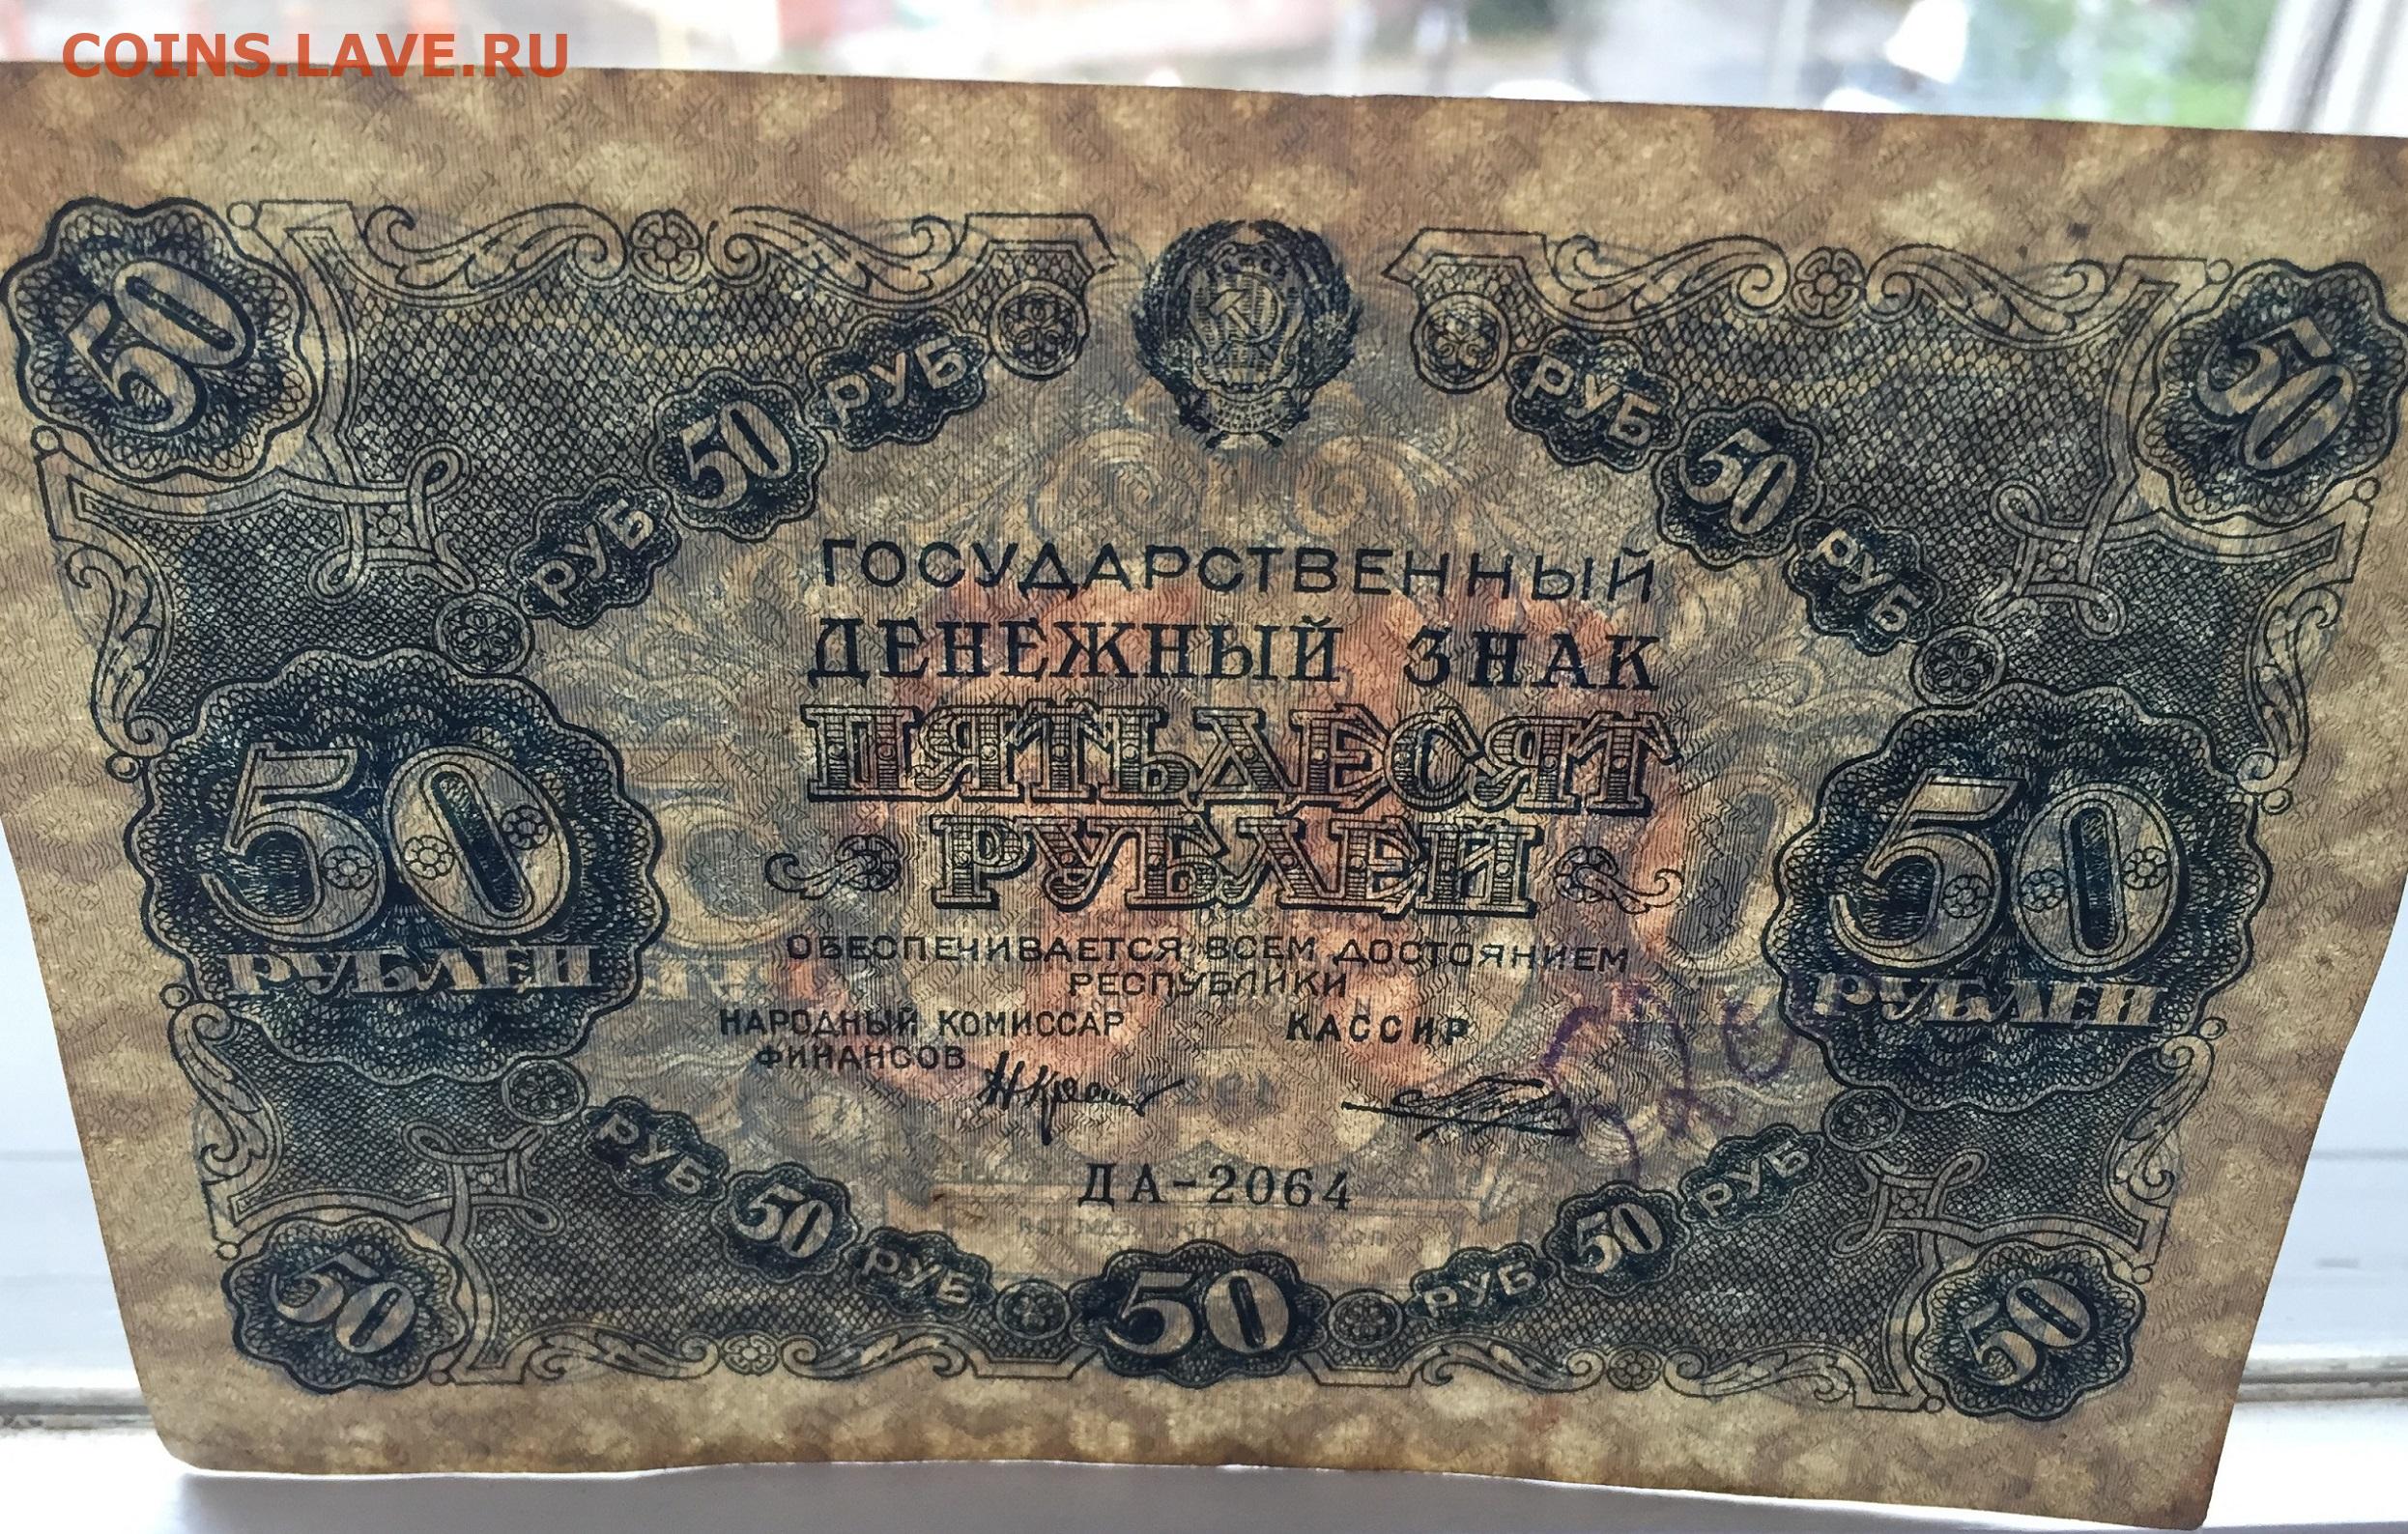 COINS.LAVE.RU
50
50
РУБ
50
РУБ
РУБ
50
РУБ
ГОСУДАРСТВЕННЫЙ
ДЕНЕЖНЫЙ ЗНАК
ПЯТЬДЕСЯТ
РУБЛЕЙ
50
РУБЛЕЙ
50
РУБЛЕЙ
ОБЕСПЕЧИВАЕТСЯ ВСЕМ ДОСТОЯНИЕМ
РЕСПУБЛИКИ
НАРОДНЫЙ КОМИССАР
ФИНАНСОВ
КАССИР
ДА-2064
РУБ
50
РУБ
50
РУБ
50
РУБ
50
50